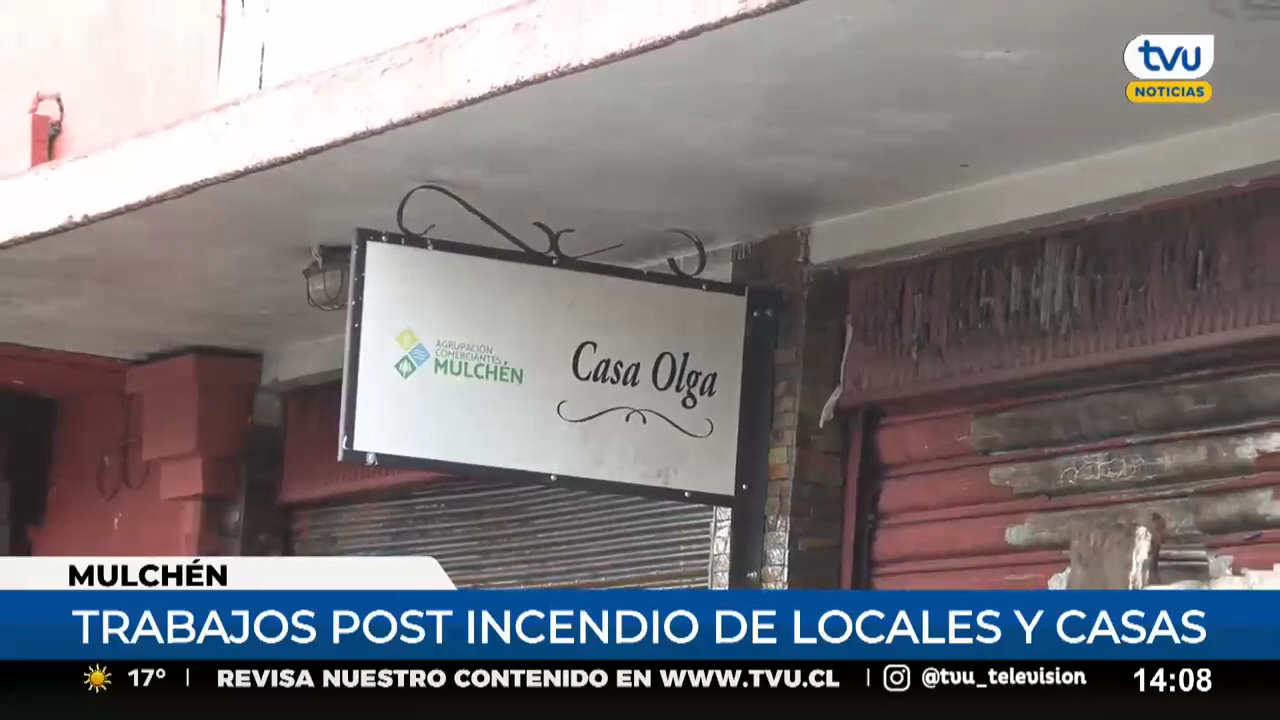 tvu
NOTICIAS
AGRUPACIÓN
COMERCIANTES
MULCHÉN
Casa Olga
MULCHÉN
TRABAJOS POST INCENDIO DE LOCALES Y CASAS
17° | REVISA NUESTRO CONTENIDO EN WWW.TVU.CL | @tvu_television 14:08